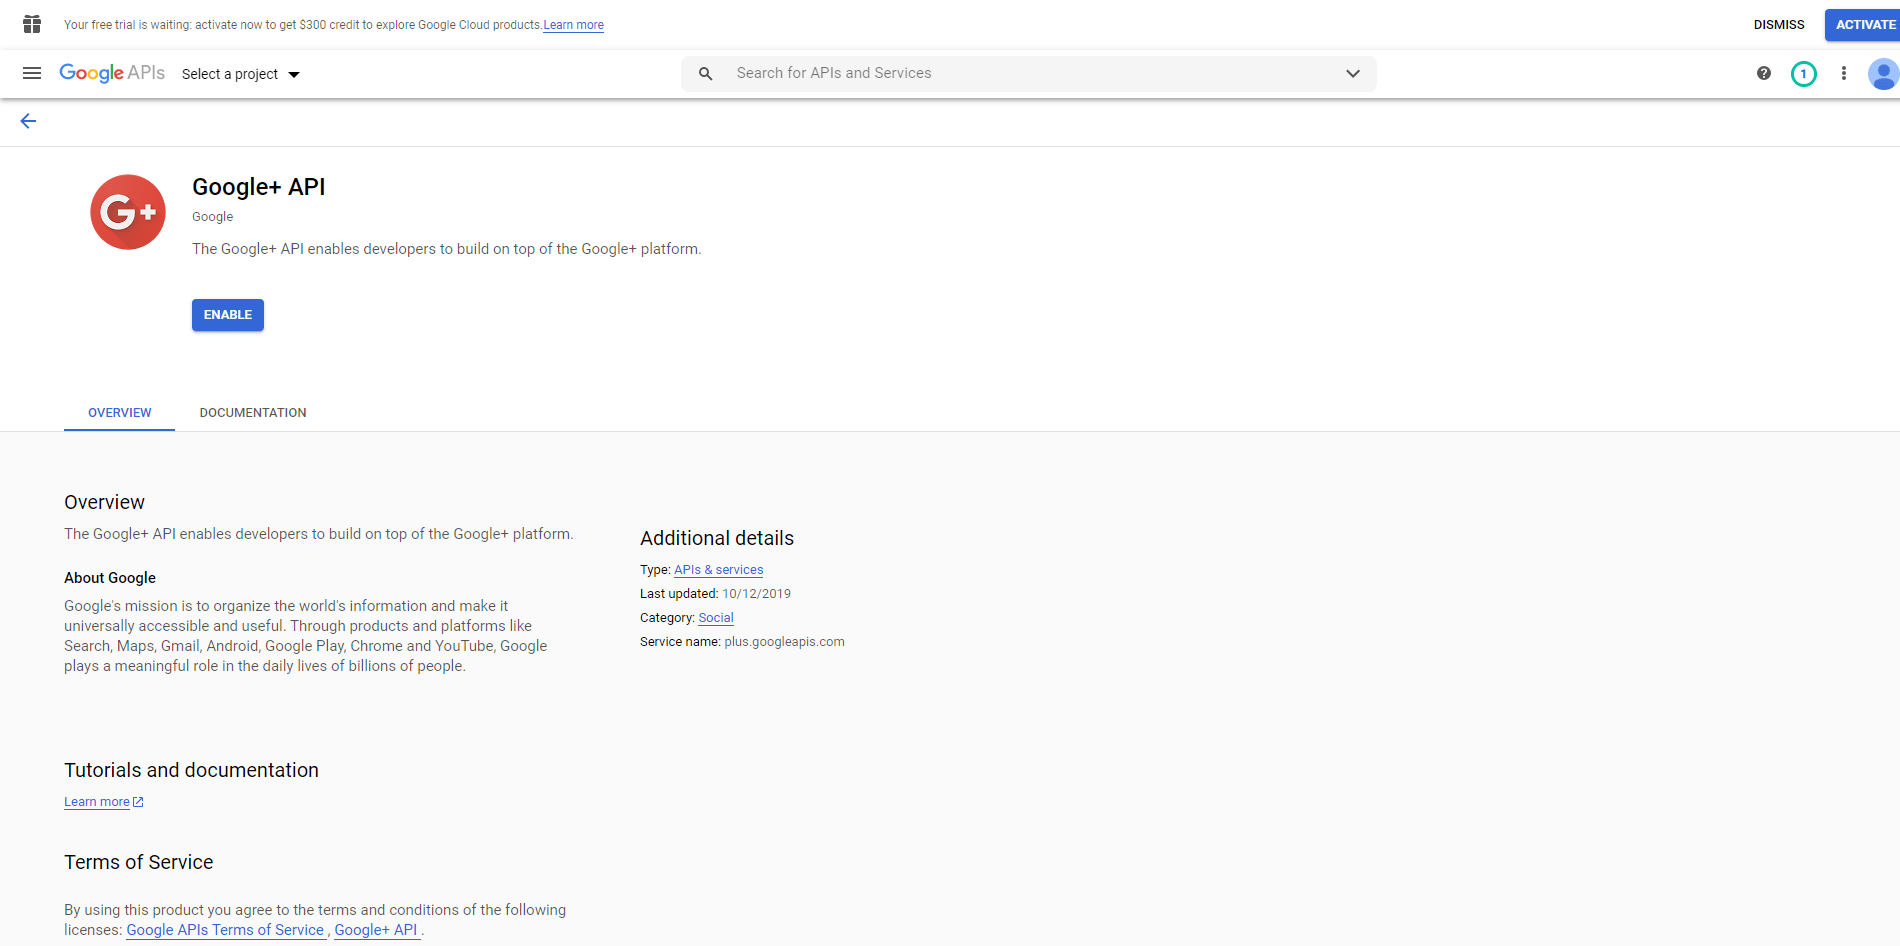 Your free trial is waiting: activate now to get $300 credit to explore Google Cloud products. Learn more
DISMISS
ACTIVATE
Google APIs
Select a project
Search for APIs and Services
1
G+
Google+ API
Google
The Google+ API enables developers to build on top of the Google+ platform.
ENABLE
OVERVIEW
DOCUMENTATION
Overview
The Google+ API enables developers to build on top of the Google+ platform.
About Google
Google's mission is to organize the world's information and make it
universally accessible and useful. Through products and platforms like
Search, Maps, Gmail, Android, Google Play, Chrome and YouTube, Google
plays a meaningful role in the daily lives of billions of people.
Additional details
Type: APIs & services
Last updated: 10/12/2019
Category: Social
Service name: plus.googleapis.com
Tutorials and documentation
Learn more
Terms of Service
By using this product you agree to the terms and conditions of the following
licenses: Google APIs Terms of Service , Google+ API .